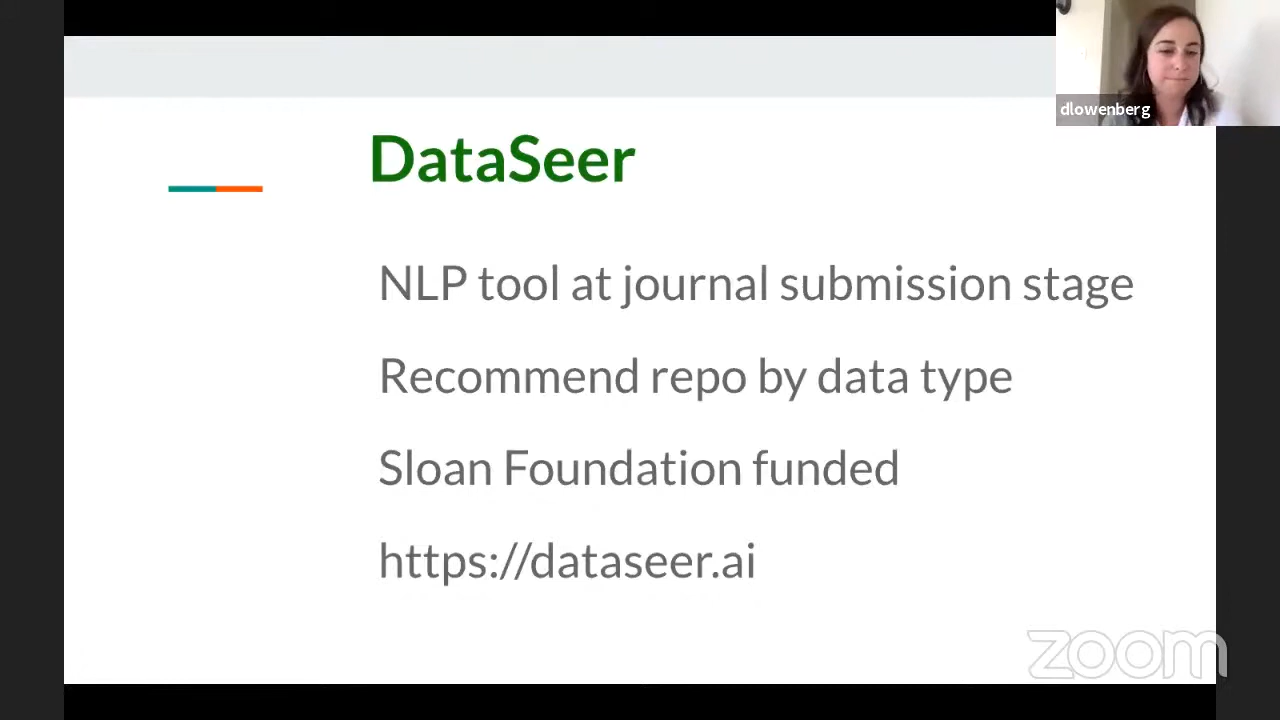 dlowenberg
DataSeer
NLP tool at journal submission stage
Recommend repo by data type
Sloan Foundation funded
https://dataseer.ai
zoom